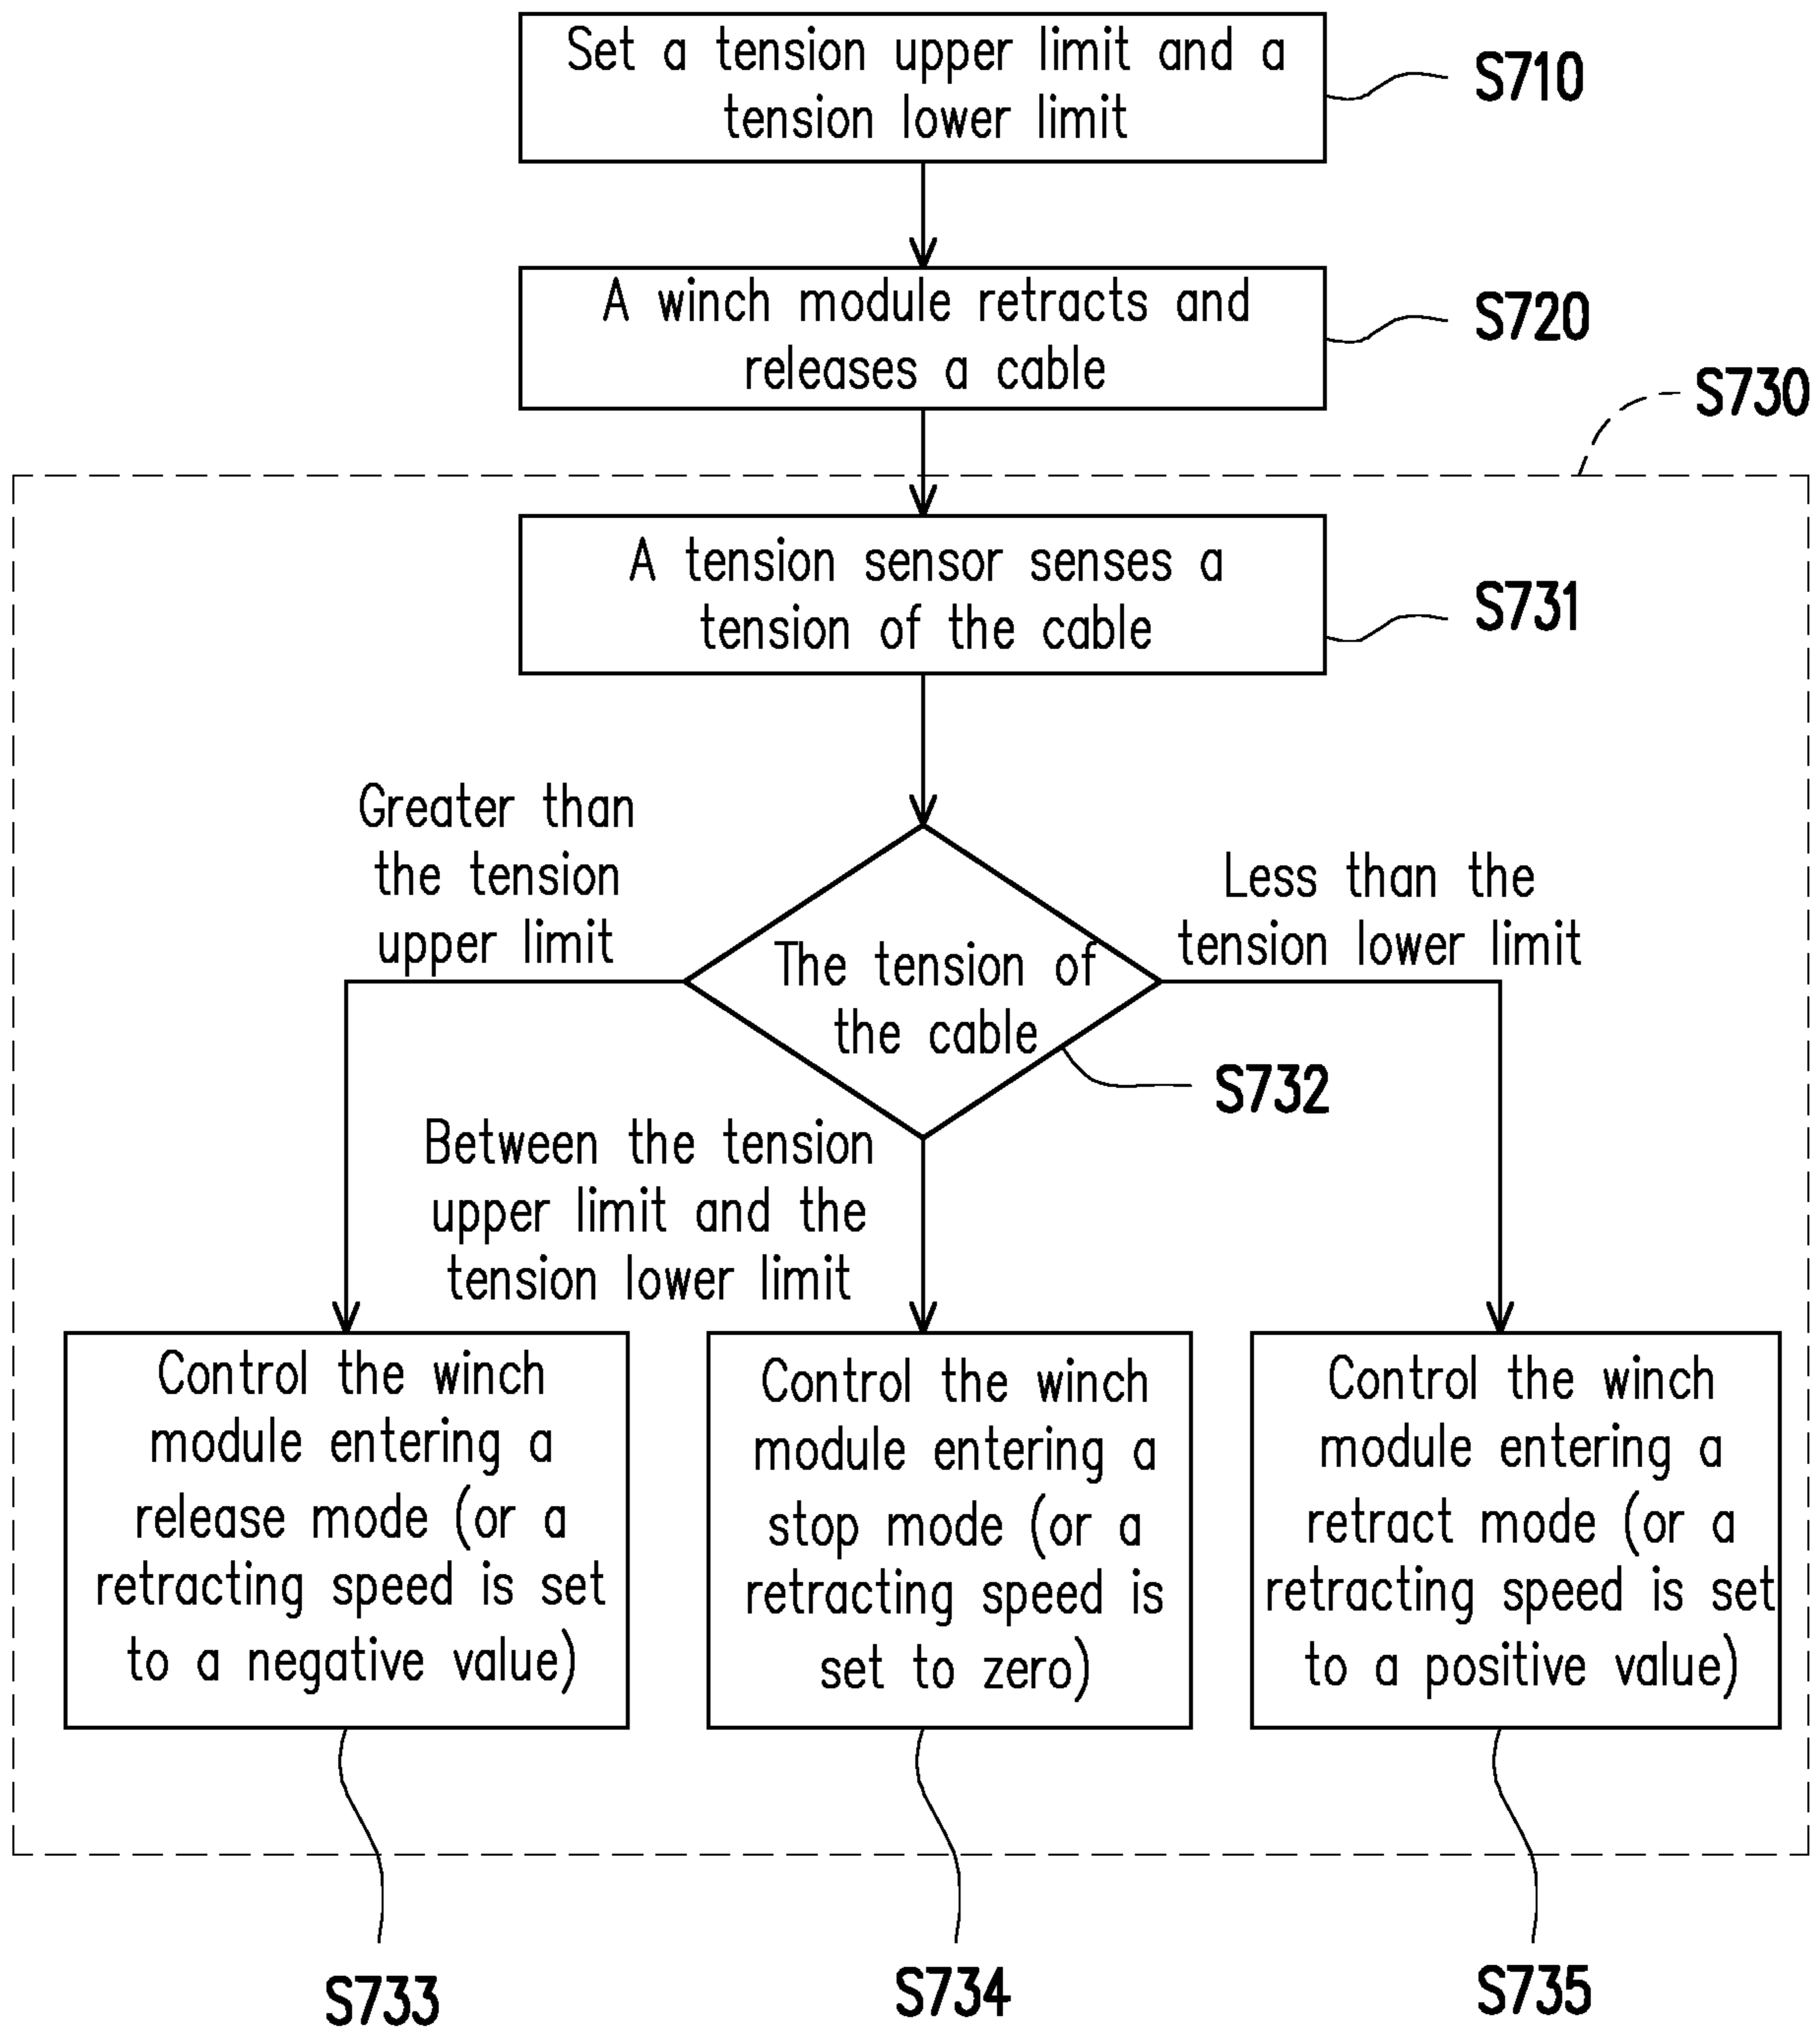 Set a tension upper limit and a
tension lower limit
S710
A winch module retracts and
releases a cable
S720
S730
A tension sensor senses a
tension of the cable
S731
Greater than
the tension
upper limit
Less than the
tension lower limit
The tension of
the cable
S732
Between the tension
upper limit and the
tension lower limit
Control the winch
module entering a
release mode (or a
retracting speed is set
to a negative value)
Control the winch
module entering a
stop mode (or a
retracting speed is
set to zero)
Control the winch
module entering a
retract mode (or a
retracting speed is set
to a positive value)
S733
S734
S735